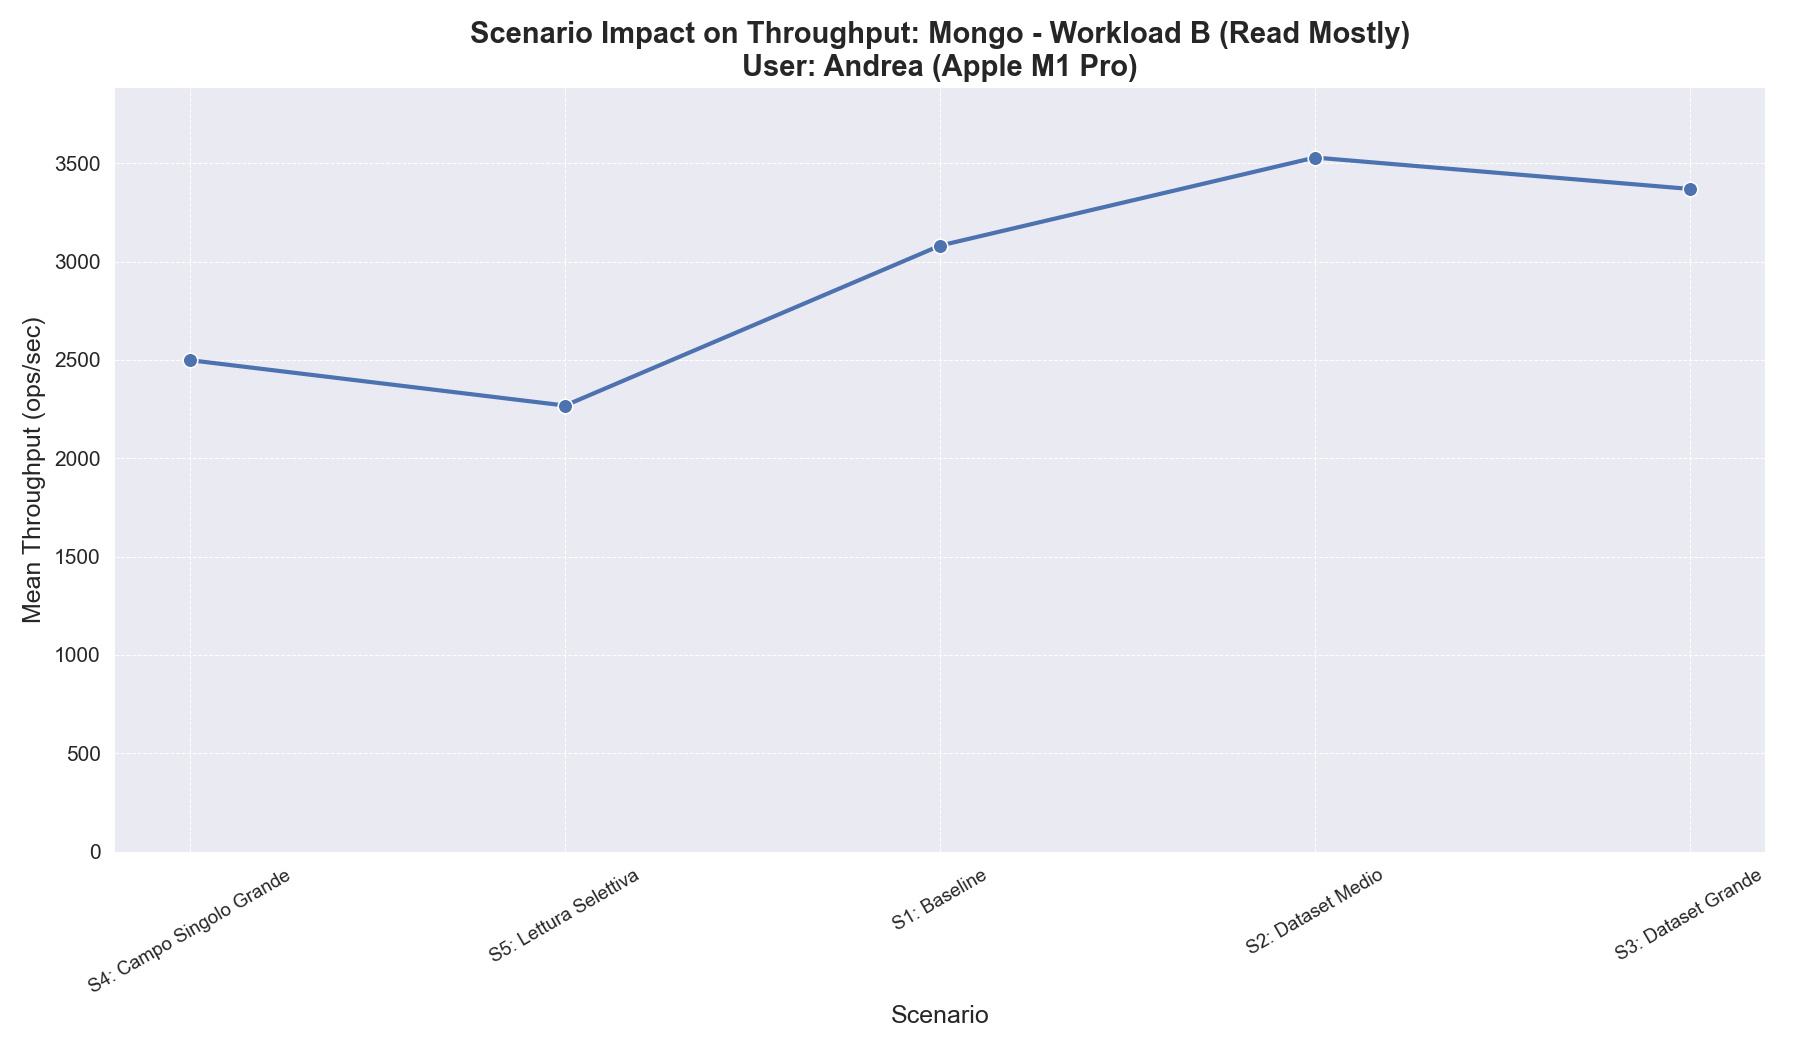 Scenario Impact on Throughput: Mongo - Workload B (Read Mostly)
User: Andrea (Apple M1 Pro)
Mean Throughput (ops/sec)
3500
3000
2500
2000
1500
1000
500
0
S4: Campo Singolo Grande
S5: Lettura Selettiva
S1: Baseline
S2: Dataset Medio
S3: Dataset Grande
Scenario